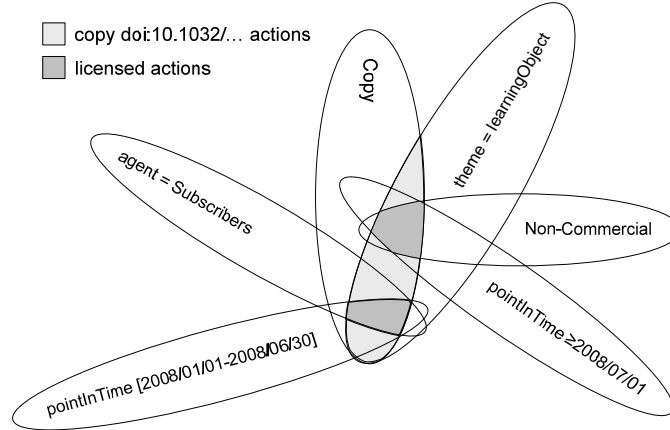 copy doi:10.1032/… actions
licensed actions
Copy
theme = learningObject
agent = Subscribers
Non-Commercial
pointInTime ≥2008/07/01
pointInTime [2008/01/01-2008/06/30]